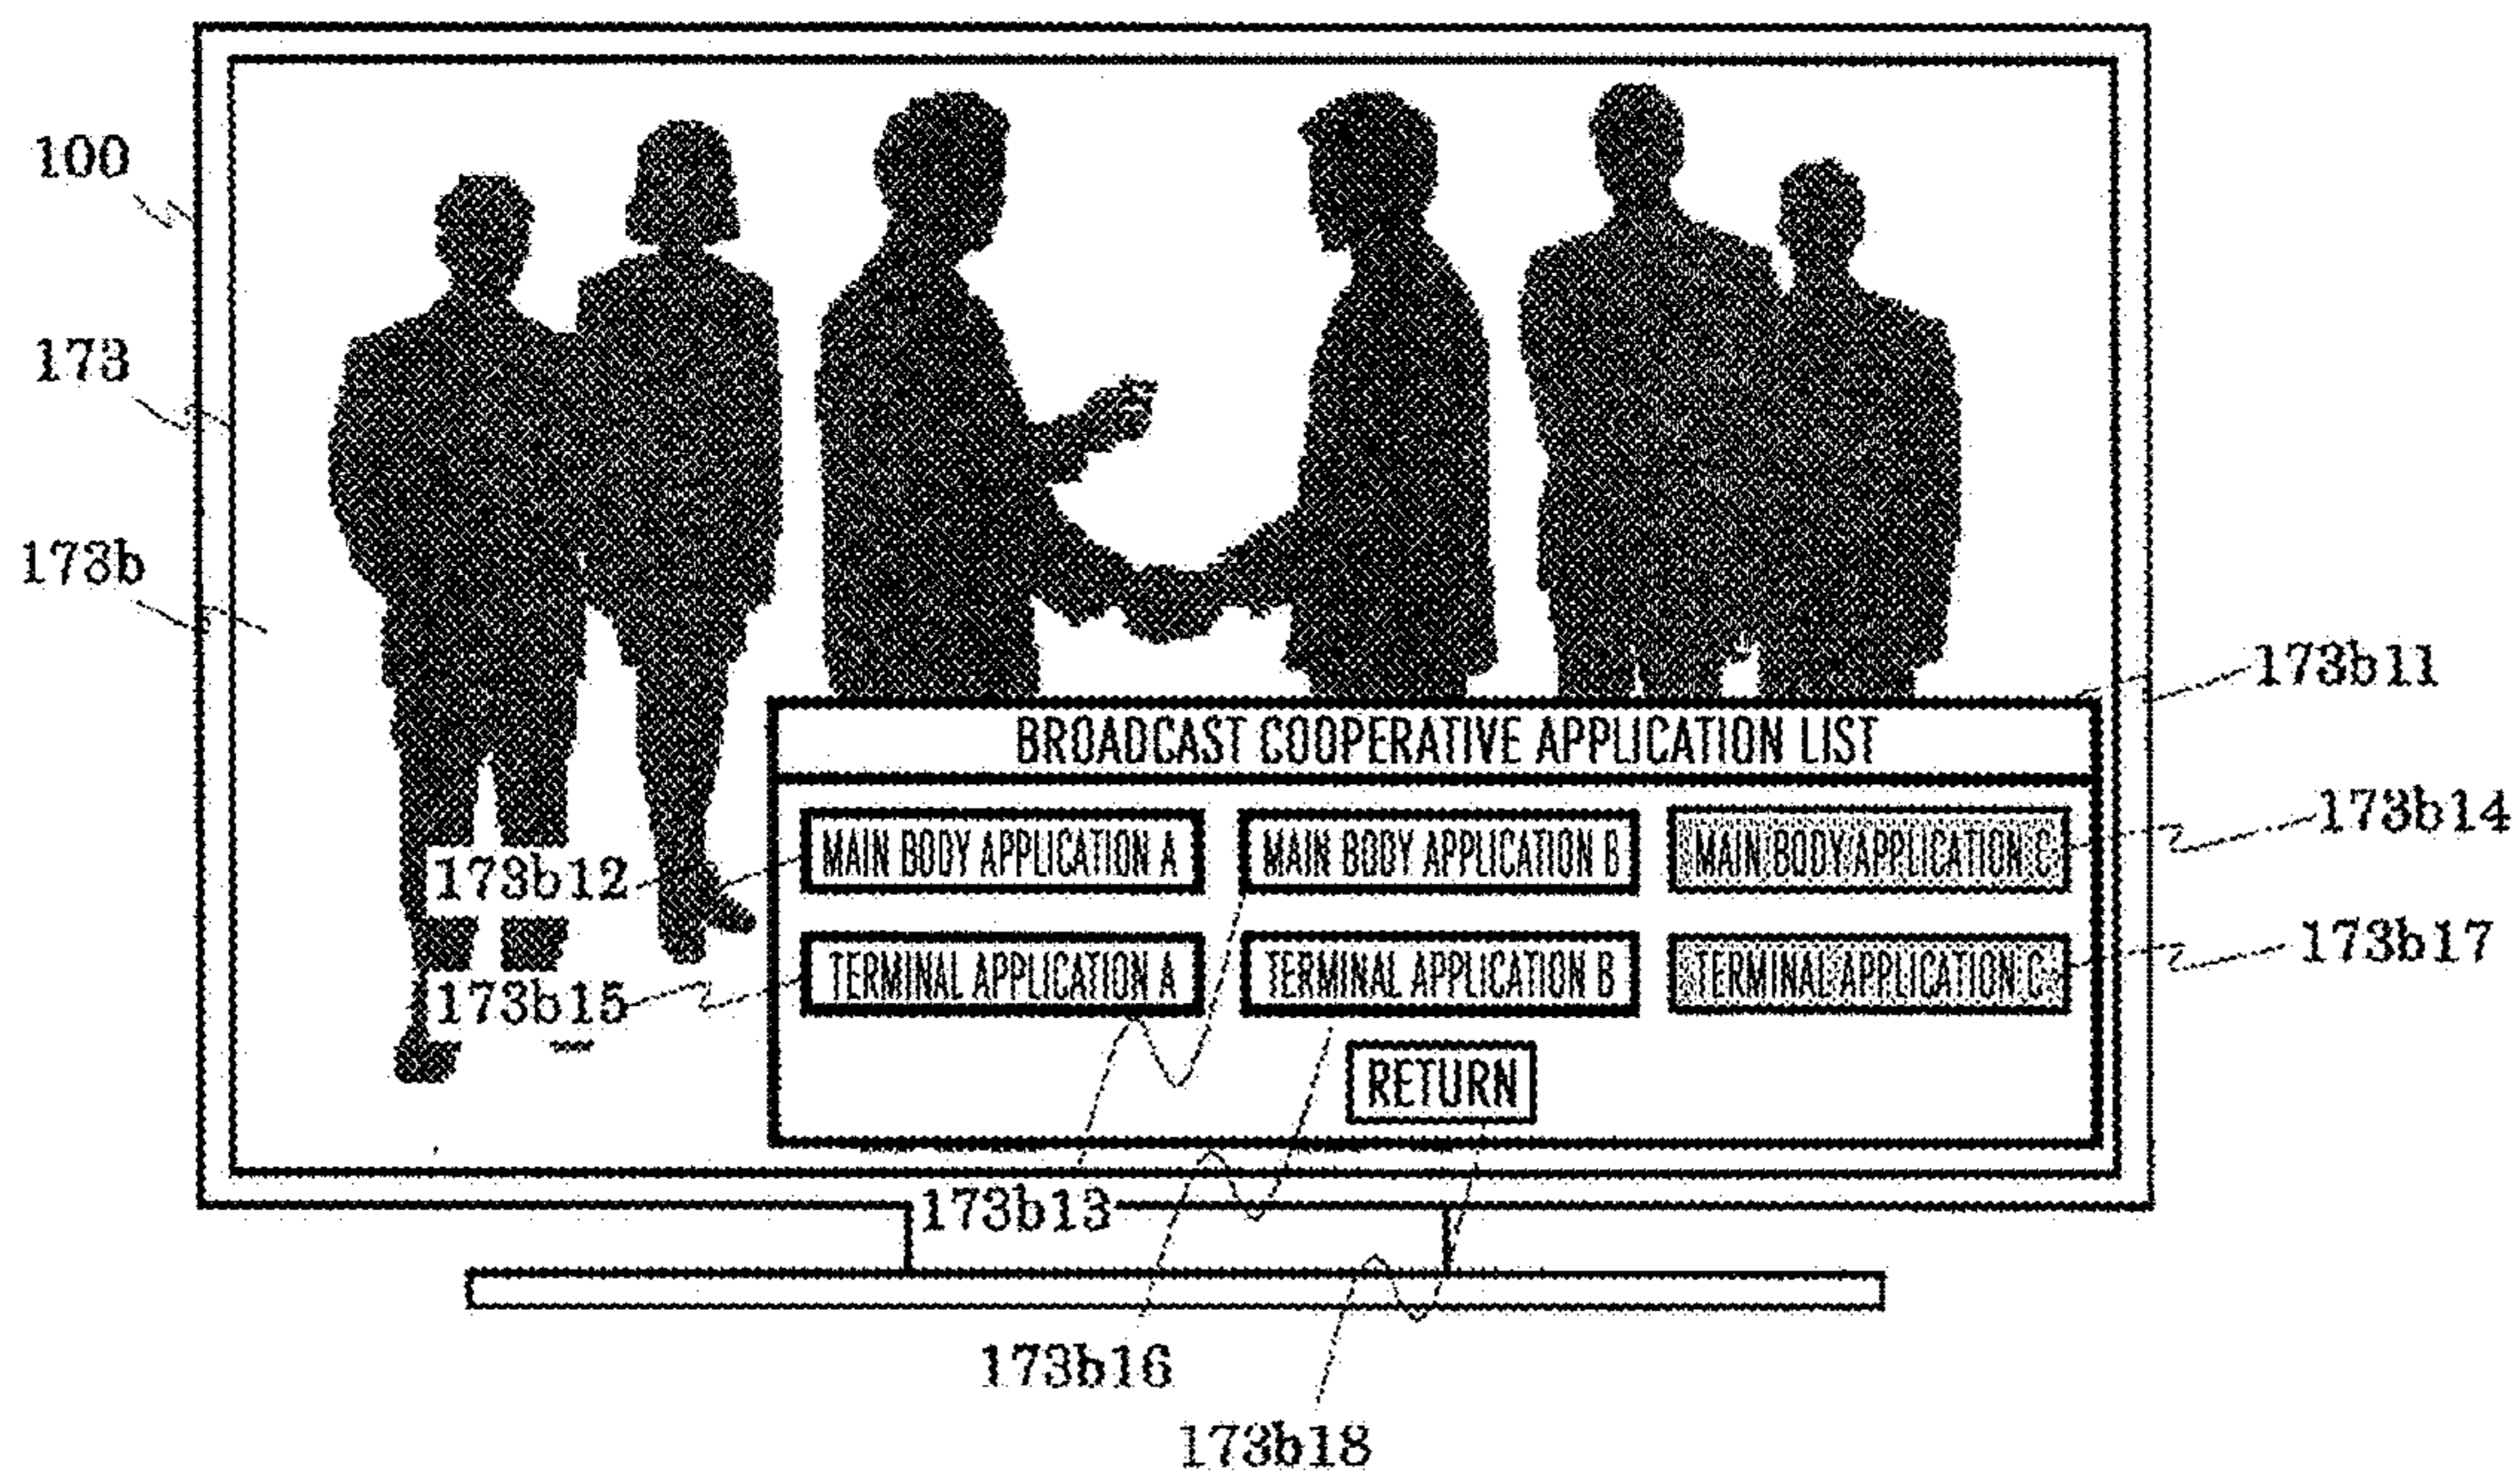 100
173
173b
173b11
BROADCAST COOPERATIVE APPLICATION LIST
MAIN BODY APPLICATION A
MAIN BODY APPLICATION B
MAIN BODY APPLICATION C
173b14
173b12
TERMINAL APPLICATION A
TERMINAL APPLICATION B
TERMINAL APPLICATION C
173b17
173b15
RETURN
173b13
173b16
173b18